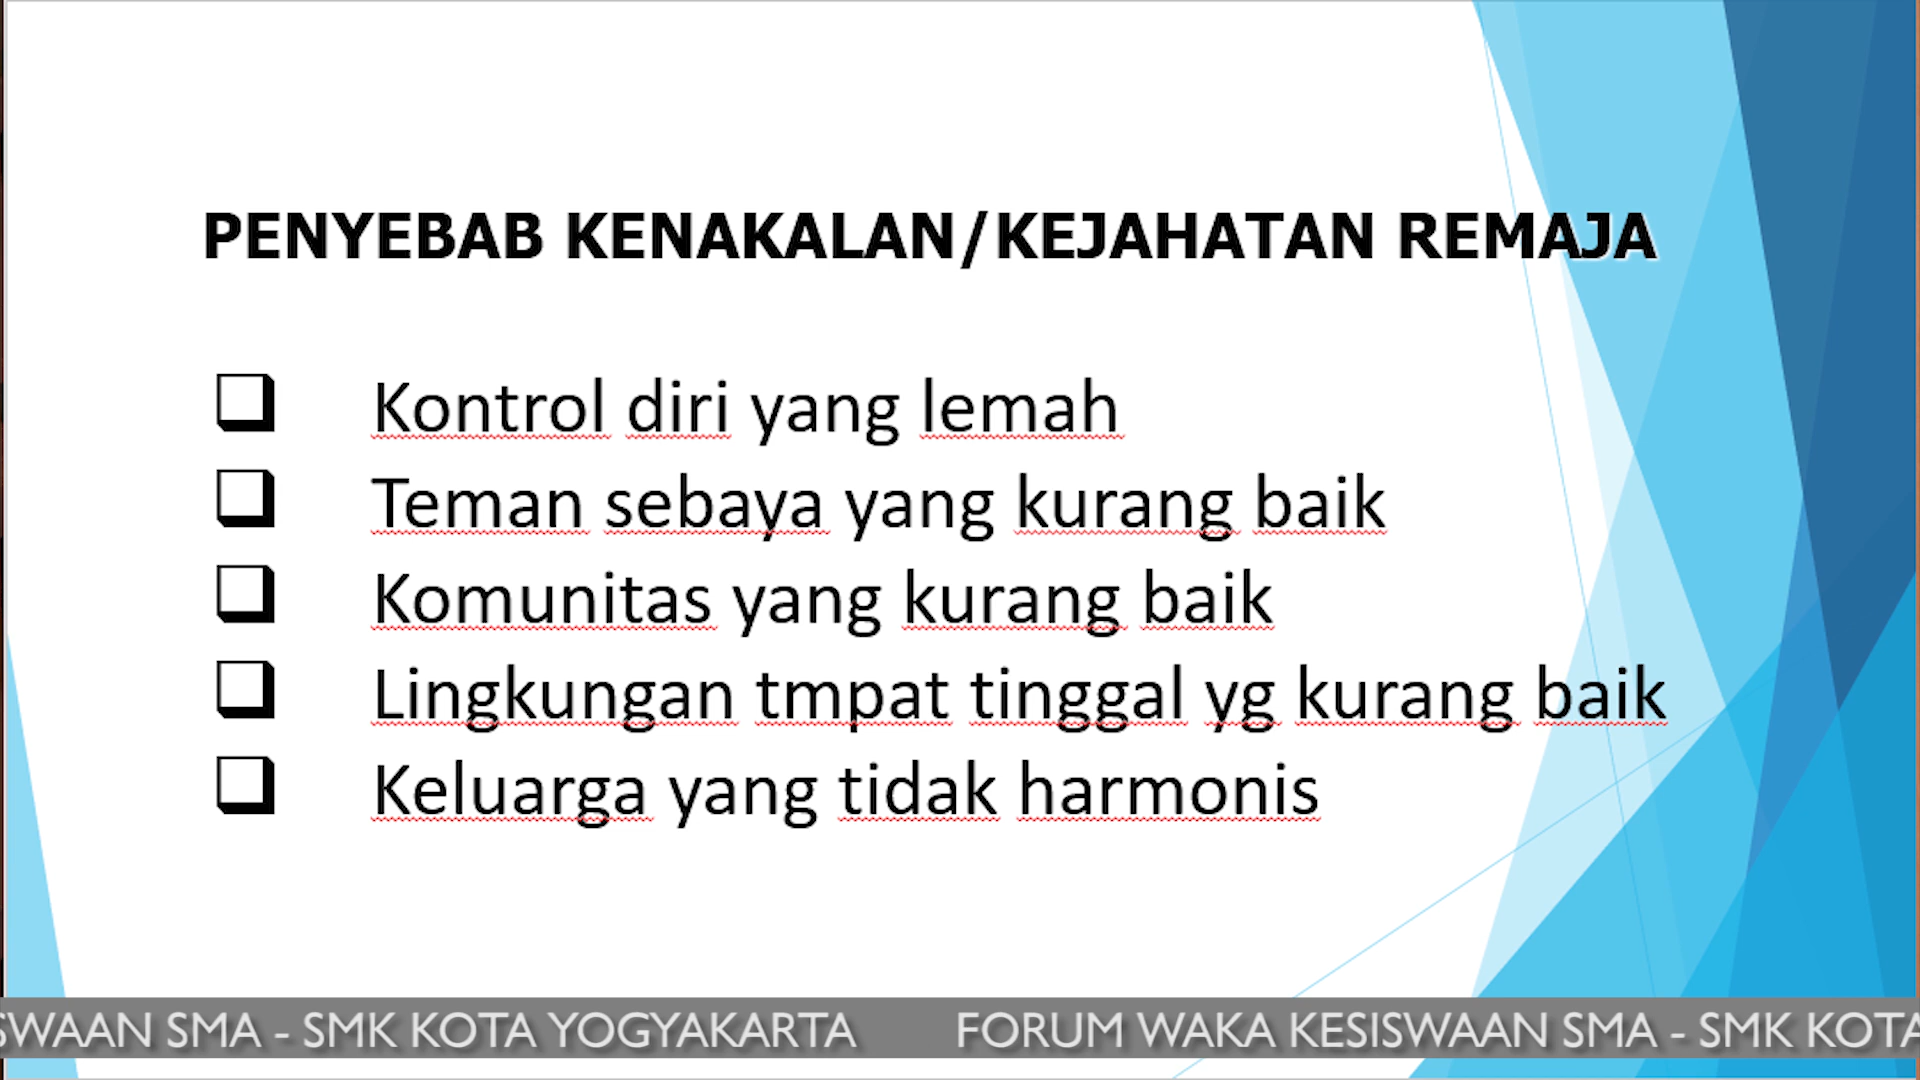 PENYEBAB KENAKALAN/KEJAHATAN REMAJA
Kontrol diri yang lemah
Teman sebaya yang kurang baik
Komunitas yang kurang baik
Lingkungan tmpat tinggal yg kurang baik
Keluarga yang tidak harmonis
SWAAN SMA - SMK KOTA YOGYAKARTA FORUM WAKA KESISWAAN SMA - SMK KOTA